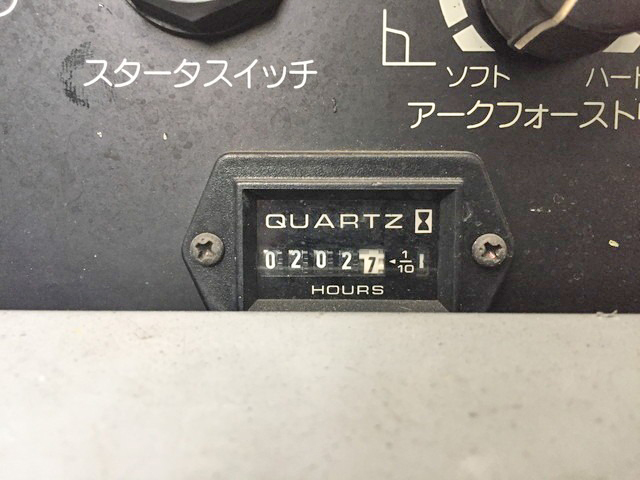 スタータスイッチ
ソフト ハード
アークフォースト
QUARTZ
02027 1/10
HOURS